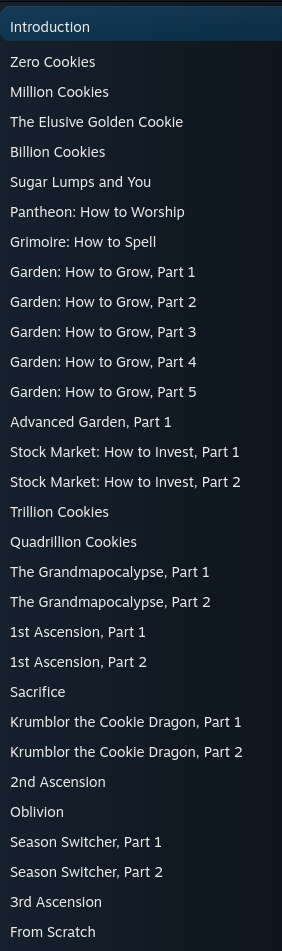 Introduction
Zero Cookies
Million Cookies
The Elusive Golden Cookie
Billion Cookies
Sugar Lumps and You
Pantheon: How to Worship
Grimoire: How to Spell
Garden: How to Grow, Part 1
Garden: How to Grow, Part 2
Garden: How to Grow, Part 3
Garden: How to Grow, Part 4
Garden: How to Grow, Part 5
Advanced Garden, Part 1
Stock Market: How to Invest, Part 1
Stock Market: How to Invest, Part 2
Trillion Cookies
Quadrillion Cookies
The Grandmapocalypse, Part 1
The Grandmapocalypse, Part 2
1st Ascension, Part 1
1st Ascension, Part 2
Sacrifice
Krumblor the Cookie Dragon, Part 1
Krumblor the Cookie Dragon, Part 2
2nd Ascension
Oblivion
Season Switcher, Part 1
Season Switcher, Part 2
3rd Ascension
From Scratch